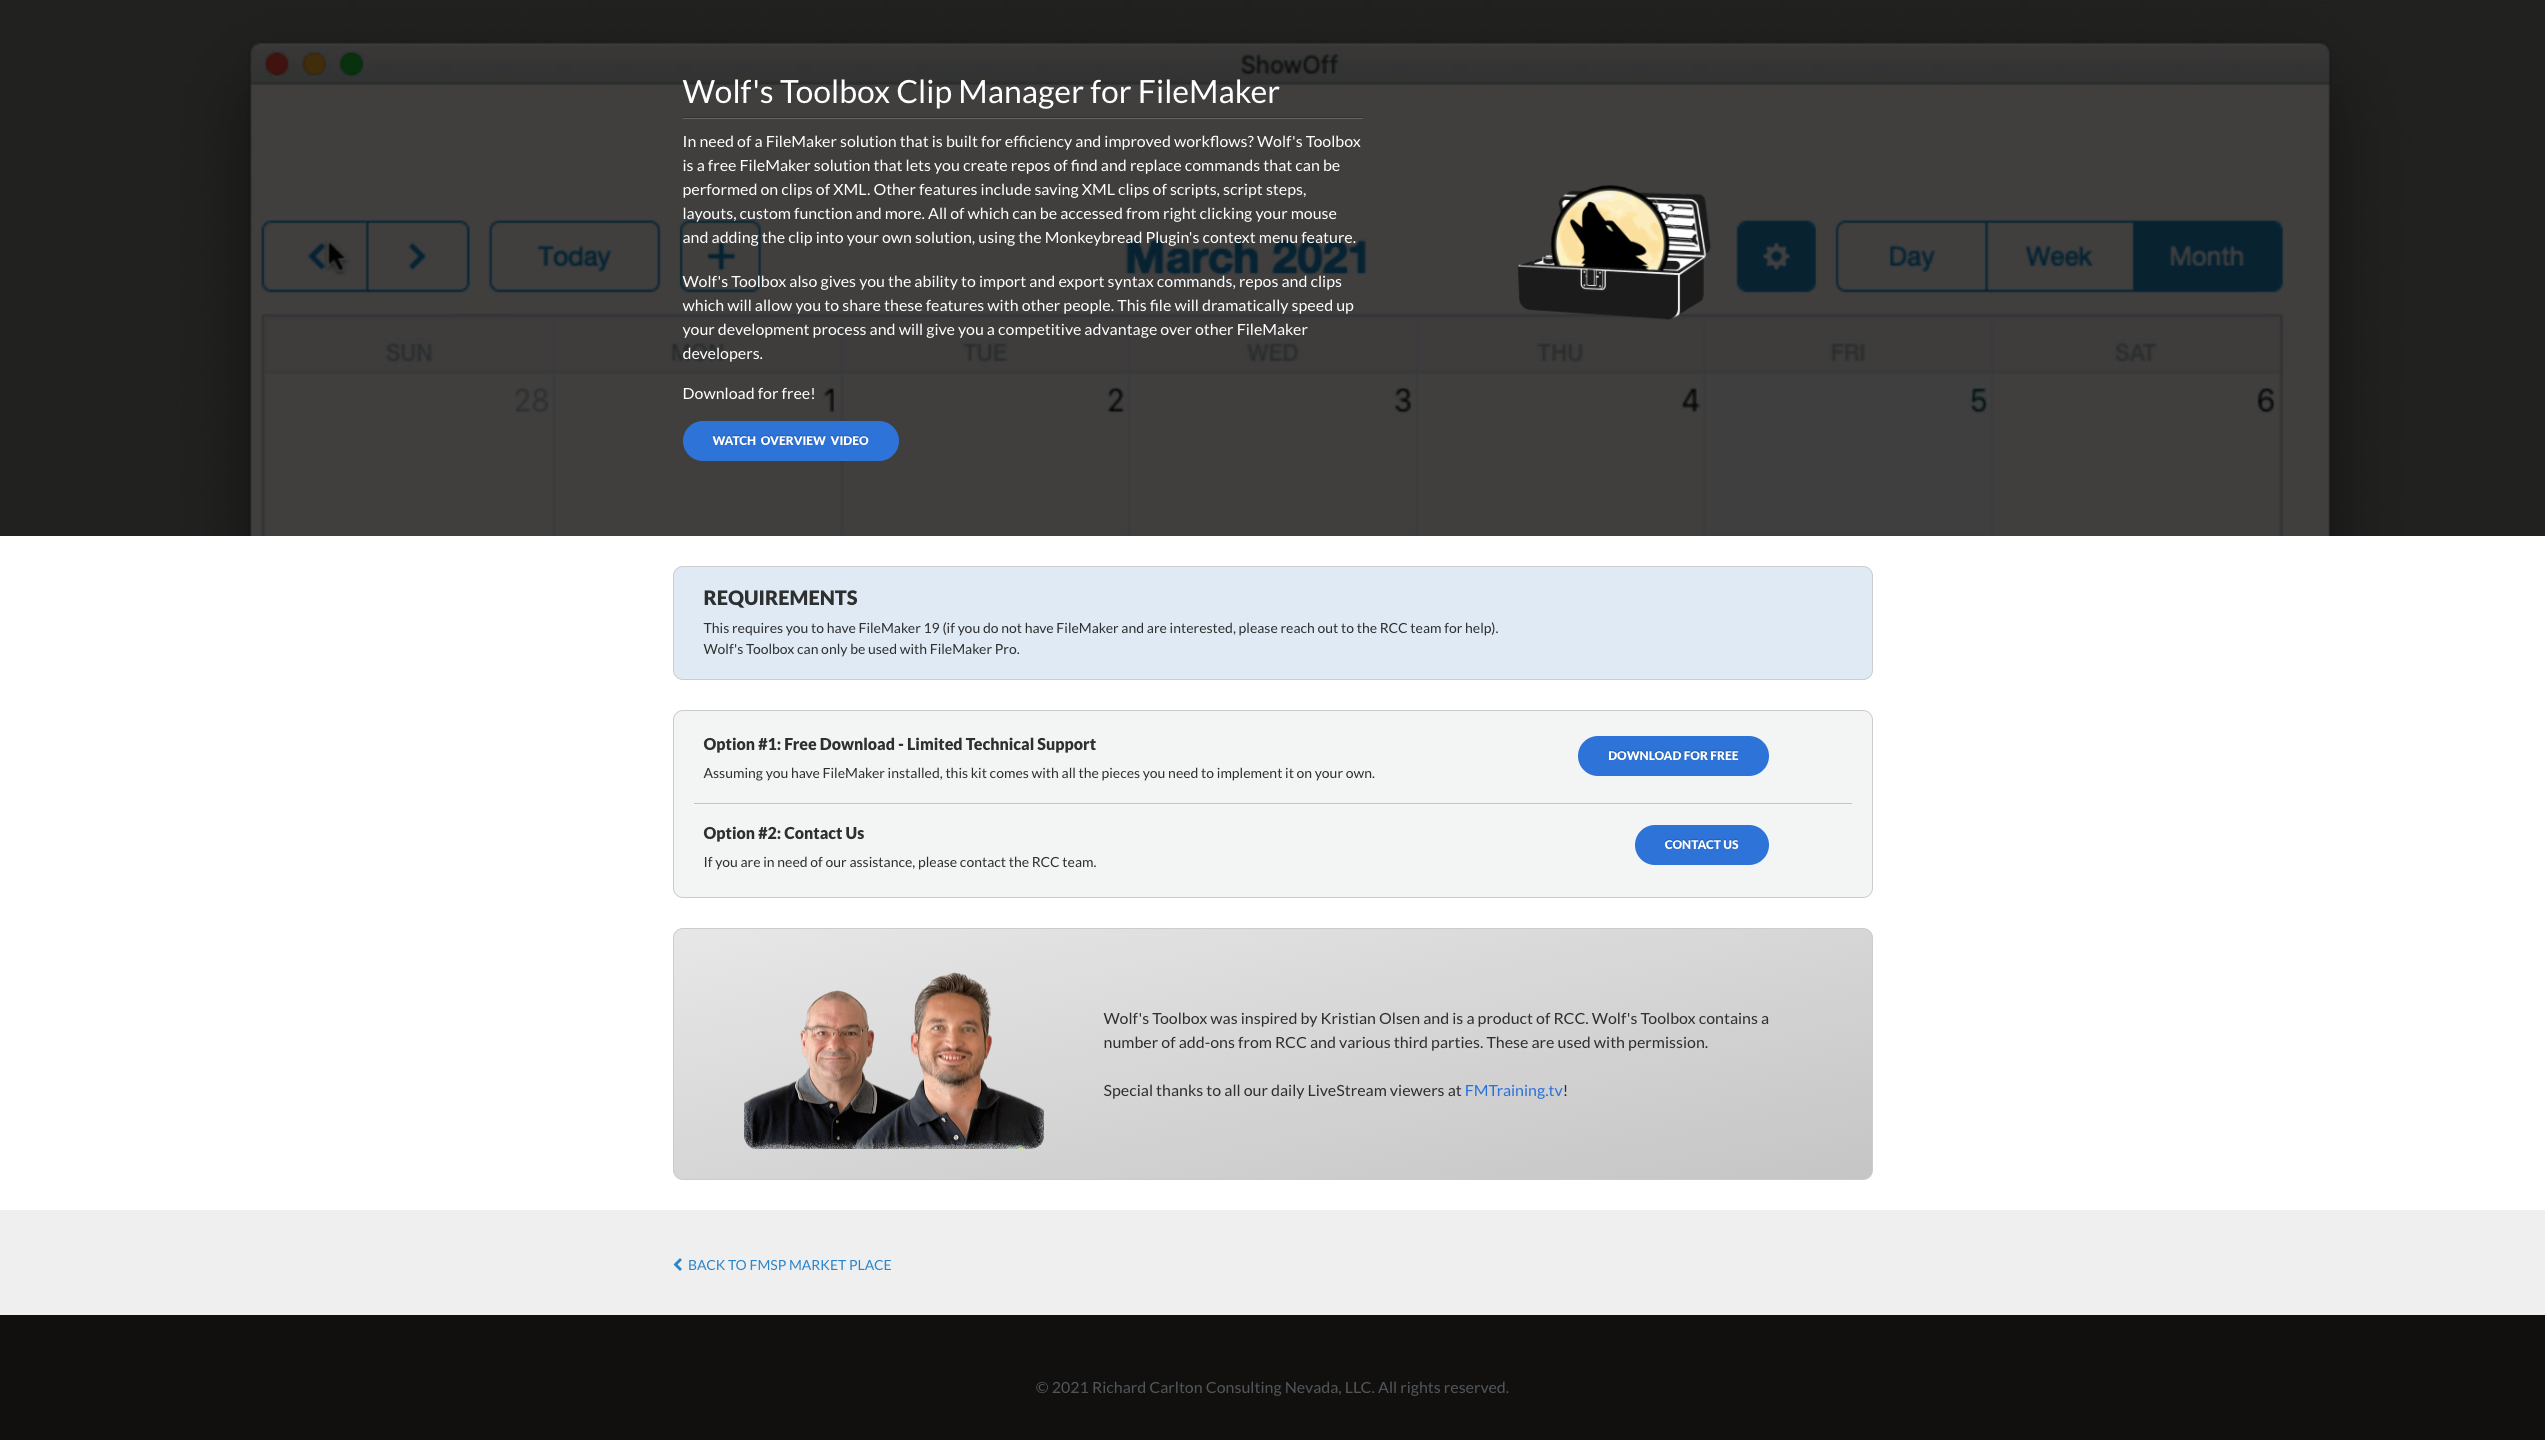 ShowOff
Wolf's Toolbox Clip Manager for FileMaker
In need of a FileMaker solution that is built for efficiency and improved workflows? Wolf's Toolbox
is a free FileMaker solution that lets you create repos of find and replace commands that can be
performed on clips of XML. Other features include saving XML clips of scripts, script steps,
layouts, custom function and more. All of which can be accessed from right clicking your mouse
and adding the clip into your own solution, using the Monkeybread Plugin's context menu feature.
Today
+
March 2021
Day
Week
Month
Wolf's Toolbox also gives you the ability to import and export syntax commands, repos and clips
which will allow you to share these features with other people. This file will dramatically speed up
your development process and will give you a competitive advantage over other FileMaker
developers.
SUN
MON
TUE
WED
THU
FRI
SAT
Download for free!
28
1
2
3
4
5
6
WATCH OVERVIEW VIDEO
REQUIREMENTS
This requires you to have FileMaker 19 (if you do not have FileMaker and are interested, please reach out to the RCC team for help).
Wolf's Toolbox can only be used with FileMaker Pro.
Option #1: Free Download - Limited Technical Support
Assuming you have FileMaker installed, this kit comes with all the pieces you need to implement it on your own.
DOWNLOAD FOR FREE
Option #2: Contact Us
If you are in need of our assistance, please contact the RCC team.
CONTACT US
Wolf's Toolbox was inspired by Kristian Olsen and is a product of RCC. Wolf's Toolbox contains a
number of add-ons from RCC and various third parties. These are used with permission.
Special thanks to all our daily LiveStream viewers at FMTraining.tv!
BACK TO FMSP MARKET PLACE
© 2021 Richard Carlton Consulting Nevada, LLC. All rights reserved.